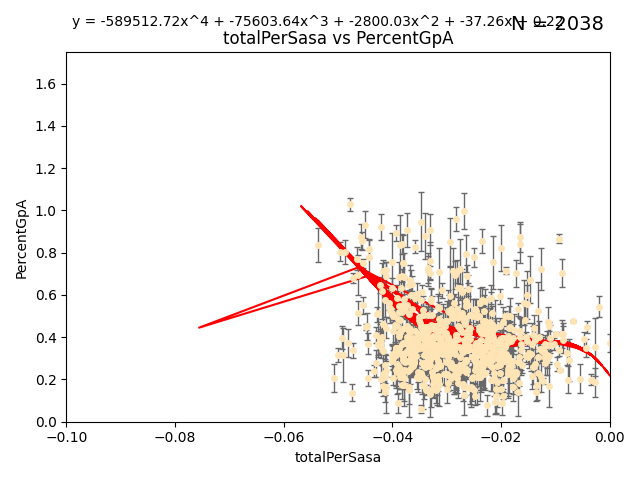 y = -589512.72x^4 + -75603.64x^3 + -2800.03x^2 + -37.26x + 0.22
N = 2038
totalPerSasa vs PercentGpA
1.6
1.4
1.2
1.0
0.8
0.6
0.4
0.2
0.0
PercentGpA
−0.10 −0.08 −0.06 −0.04 −0.02 0.00
totalPerSasa